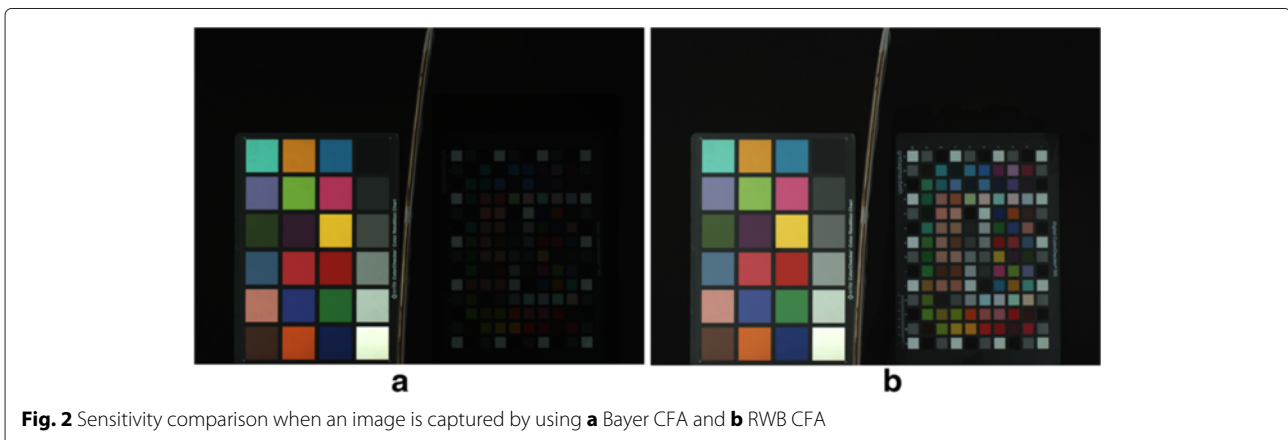 a
b
Fig. 2 Sensitivity comparison when an image is captured by using a Bayer CFA and b RWB CFA